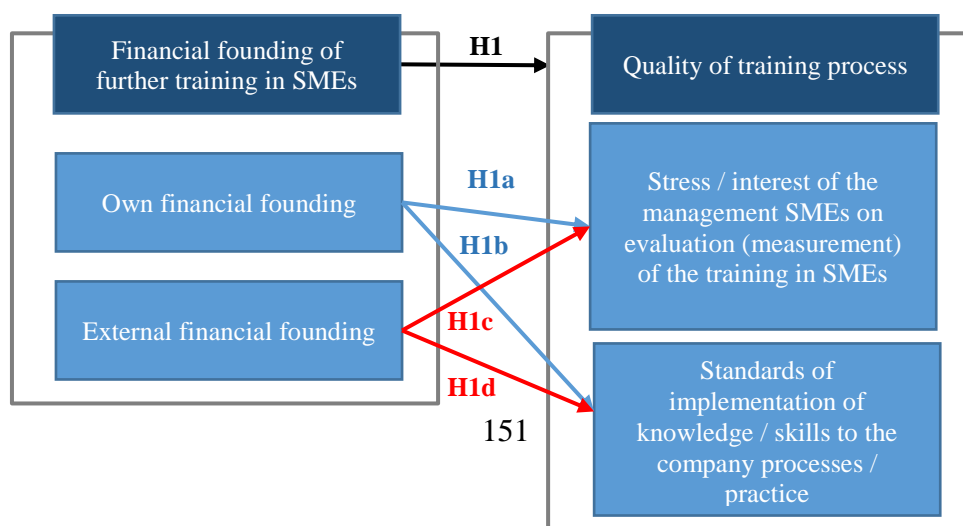 Financial founding of
further training in SMEs
H1
Quality of training process
Own financial founding
H1a
Stress / interest of the
management SMEs on
evaluation (measurement)
of the training in SMEs
H1b
External financial founding
H1c
H1d
Standards of
implementation of
knowledge / skills to the
company processes /
practice
151